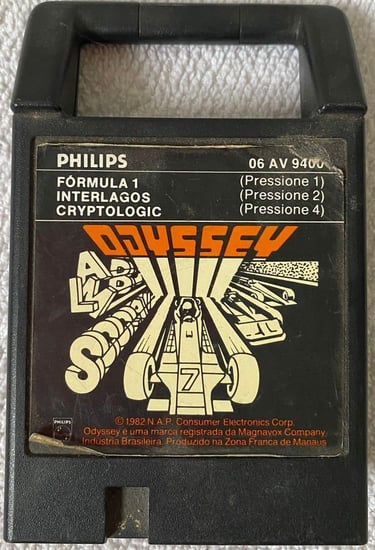 PHILIPS 06 AV 9400
FÓRMULA 1 (Pressione 1)
INTERLAGOS (Pressione 2)
CRYPTOLOGIC (Pressione 4)
ODYSSEY
7
PHILIPS
©1982 N.A.P. Consumer Electronics Corp.
Odyssey é uma marca registrada da Magnavox Company
Indústria Brasileira. Produzido na Zona Franca de Manaus